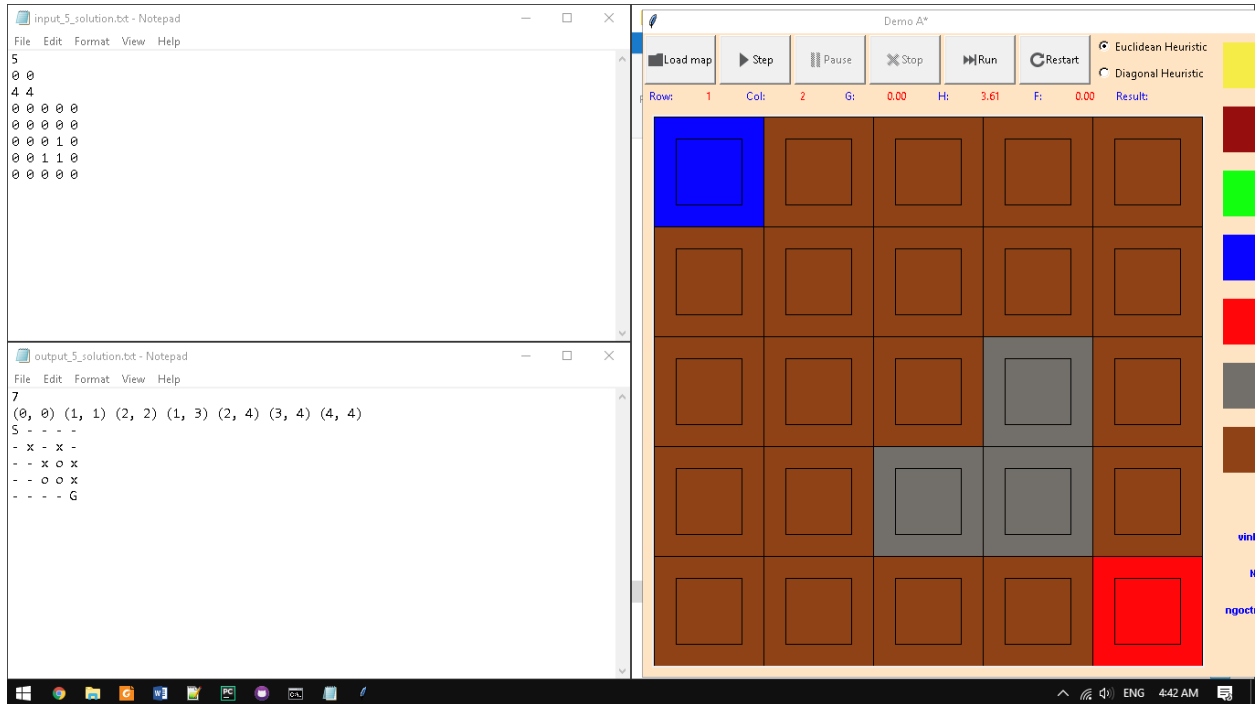 input_5_solution.txt - Notepad
File Edit Format View Help
5
0 0
4 4
0 0 0 0 0
0 0 0 0 0
0 0 0 1 0
0 0 1 1 0
0 0 0 0 0
output_5_solution.txt - Notepad
File Edit Format View Help
7
(0, 0) (1, 1) (2, 2) (1, 3) (2, 4) (3, 4) (4, 4)
S - - - -
- x - x -
- - x o x
- - o o x
- - - - G
Demo A*
Load map Step Pause Stop Run Restart
Euclidean Heuristic
Diagonal Heuristic
Row: 1 Col: 2 G: 0.00 H: 3.61 F: 0.00 Result:
ENG 4:42 AM